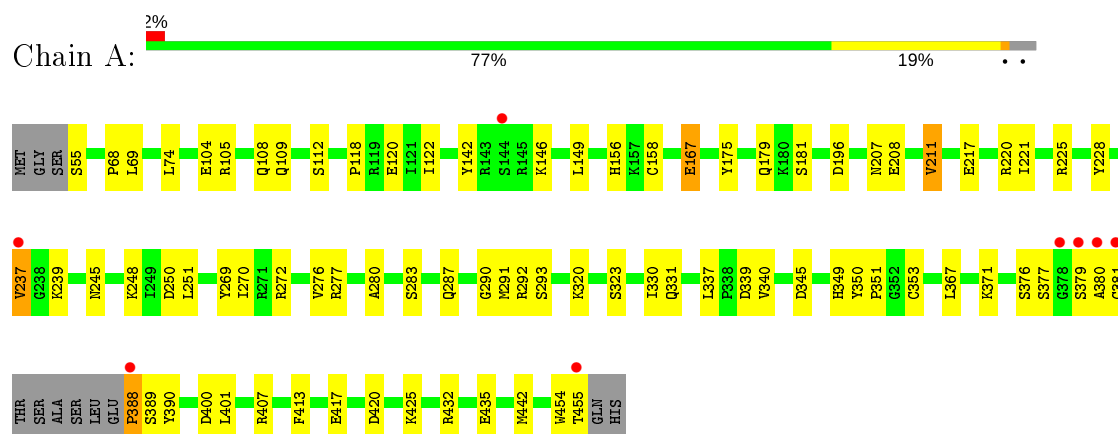 2%
Chain A:
77% 19% • •
MET GLY SER S55 P68 L69 L74 E104 R105 Q108 Q109 S112 P118 R119 E120 I121 I122 Y142 R143 S144 R145 K146 L149 H156 K157 C158 E167 Y175 Q179 K180 S181 D196 N207 E208 V211 E217 R220 I221 R225 Y228
V237 G238 K239 N245 K248 I249 D250 L251 Y269 I270 R271 R272 V276 R277 A280 S283 Q287 G290 M291 R292 S293 K320 S323 I330 Q331 L337 P338 D339 V340 D345 H349 Y350 P351 G352 C353 L367 K371 S376 S377 G378 S379 A380
THR SER ALA SER LEU GLU P388 S389 Y390 D400 L401 R407 F413 E417 D420 K425 R432 E435 M442 W454 T455 GLN HIS